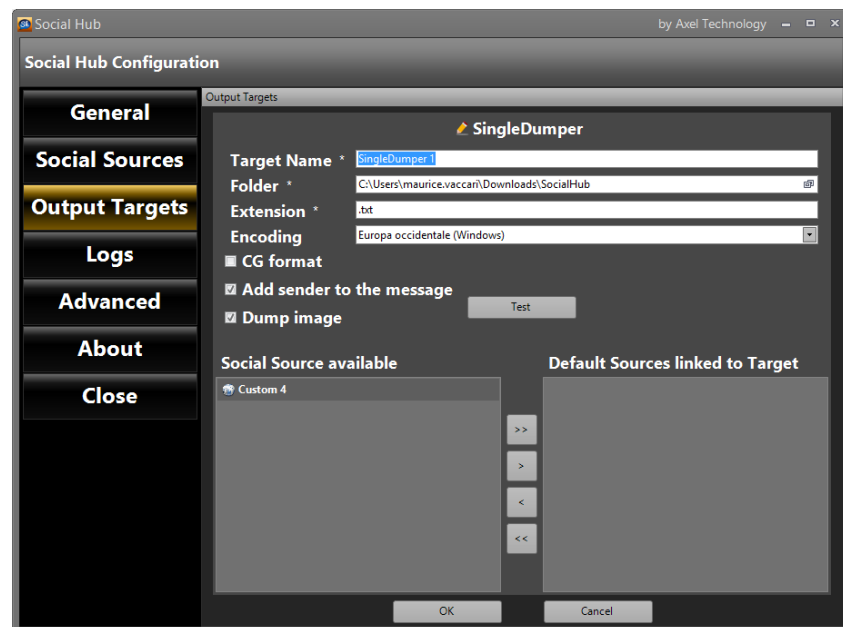 Social Hub by Axel Technology
Social Hub Configuration
General
Social Sources
Output Targets
Logs
Advanced
About
Close
Output Targets
SingleDumper
Target Name * SingleDumper 1
Folder * C:\Users\maurice.vaccari\Downloads\SocialHub
Extension * .txt
Encoding Europa occidentale (Windows)
CG format
Add sender to the message
Dump image
Test
Social Source available
Default Sources linked to Target
Custom 4
>>
>
<
<<
OK
Cancel